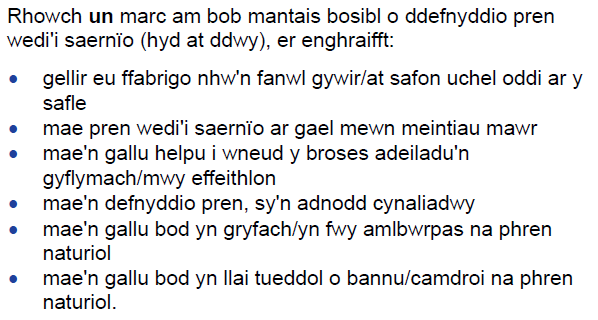 Rhowch un marc am bob mantais bosibl o ddefnyddio pren
wedi'i saernïo (hyd at ddwy), er enghraifft:
• gellir eu ffabrigo nhw'n fanwl gywir/at safon uchel oddi ar y
safle
• mae pren wedi'i saernïo ar gael mewn meintiau mawr
• mae'n gallu helpu i wneud y broses adeiladu'n
gyflymach/mwy effeithlon
• mae'n defnyddio pren, sy'n adnodd cynaliadwy
• mae'n gallu bod yn gryfach/yn fwy amlbwrpas na phren
naturiol
• mae'n gallu bod yn llai tueddol o bannu/camdroi na phren
naturiol.